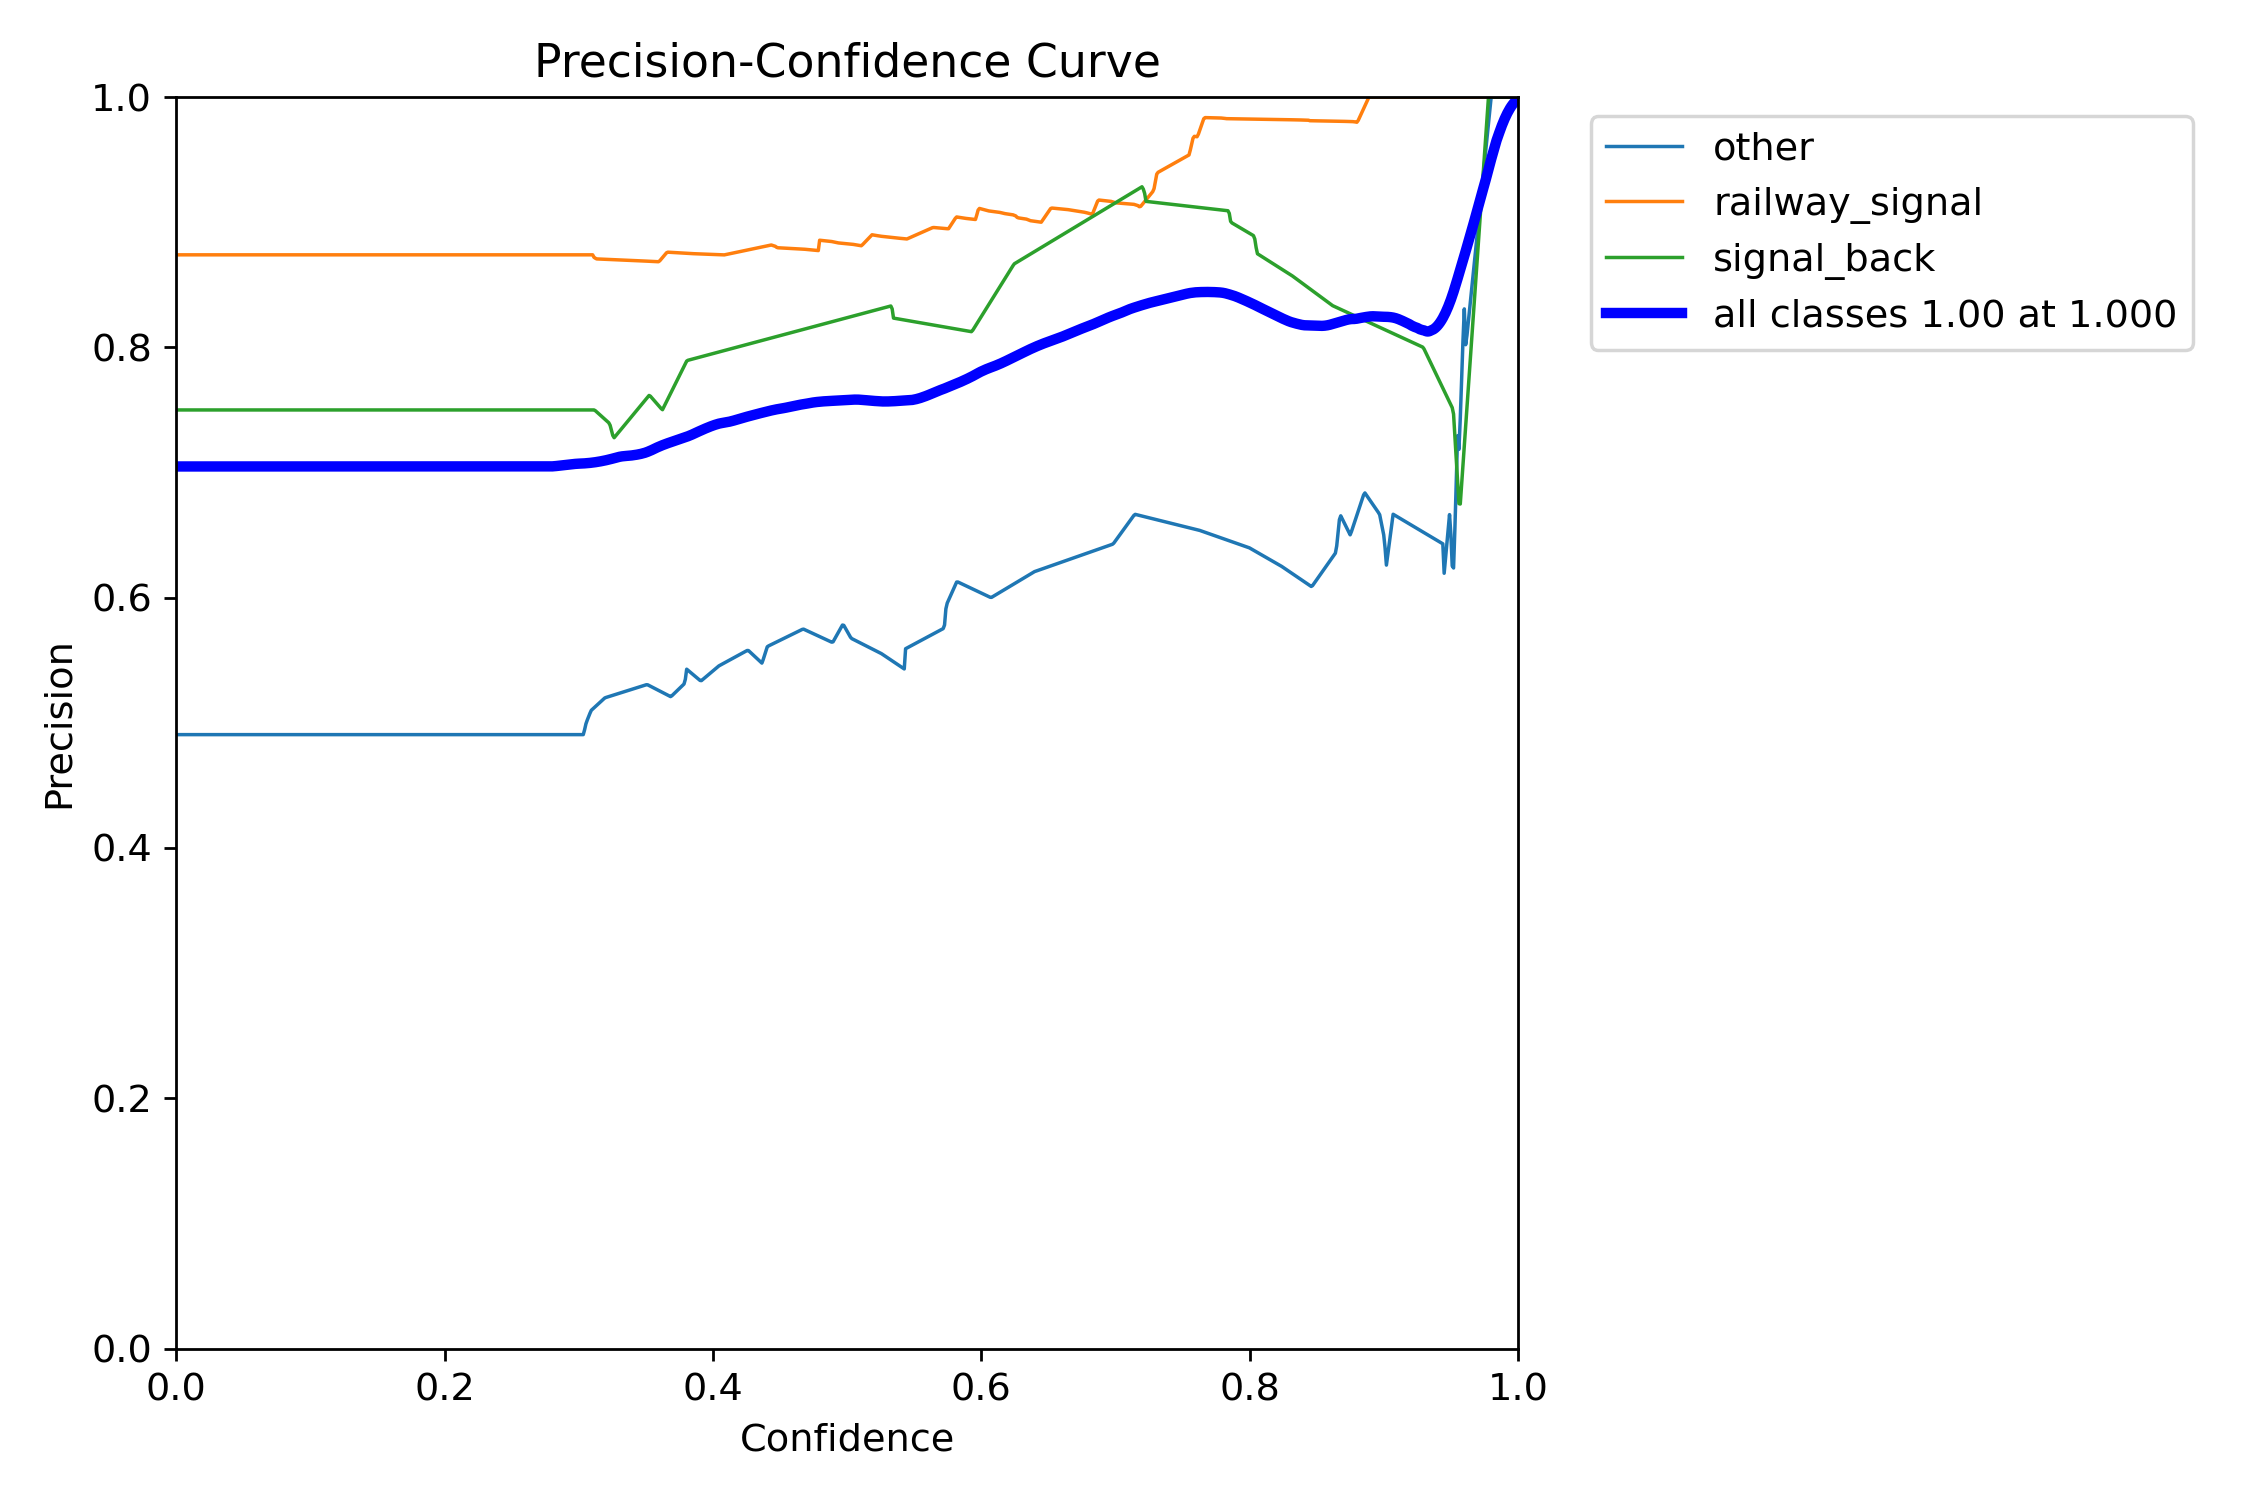 Precision-Confidence Curve
1.0
0.8
0.6
0.4
0.2
0.0
Precision
0.0 0.2 0.4 0.6 0.8 1.0
Confidence
other
railway_signal
signal_back
all classes 1.00 at 1.000